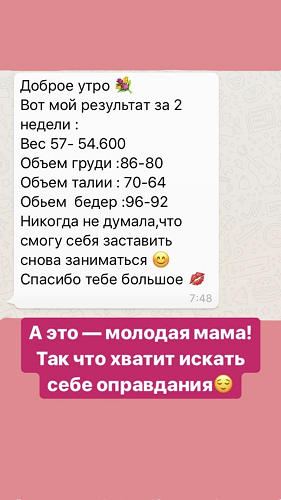 Доброе утро 💐
Вот мой результат за 2
недели :
Вес 57- 54.600
Объем груди :86-80
Объем талии : 70-64
Обьем  бедер :96-92
Никогда не думала,что
смогу себя заставить
снова заниматься 😊
Спасибо тебе большое 💋
7:48
А это — молодая мама!
Так что хватит искать
себе оправдания😌